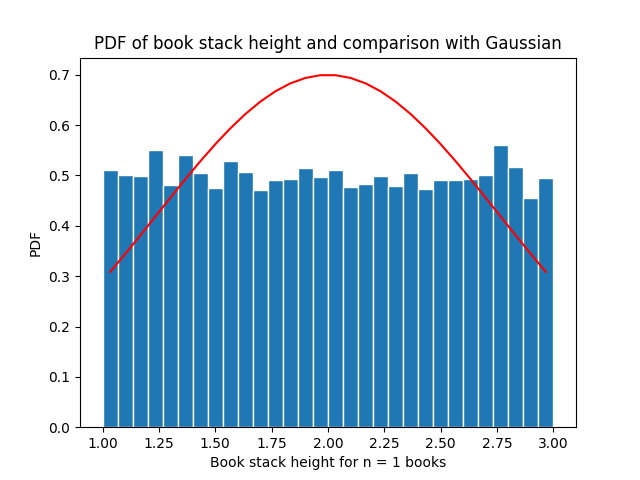 PDF of book stack height and comparison with Gaussian
0.7
0.6
0.5
0.4
0.3
0.2
0.1
0.0
PDF
1.00 1.25 1.50 1.75 2.00 2.25 2.50 2.75 3.00
Book stack height for n = 1 books